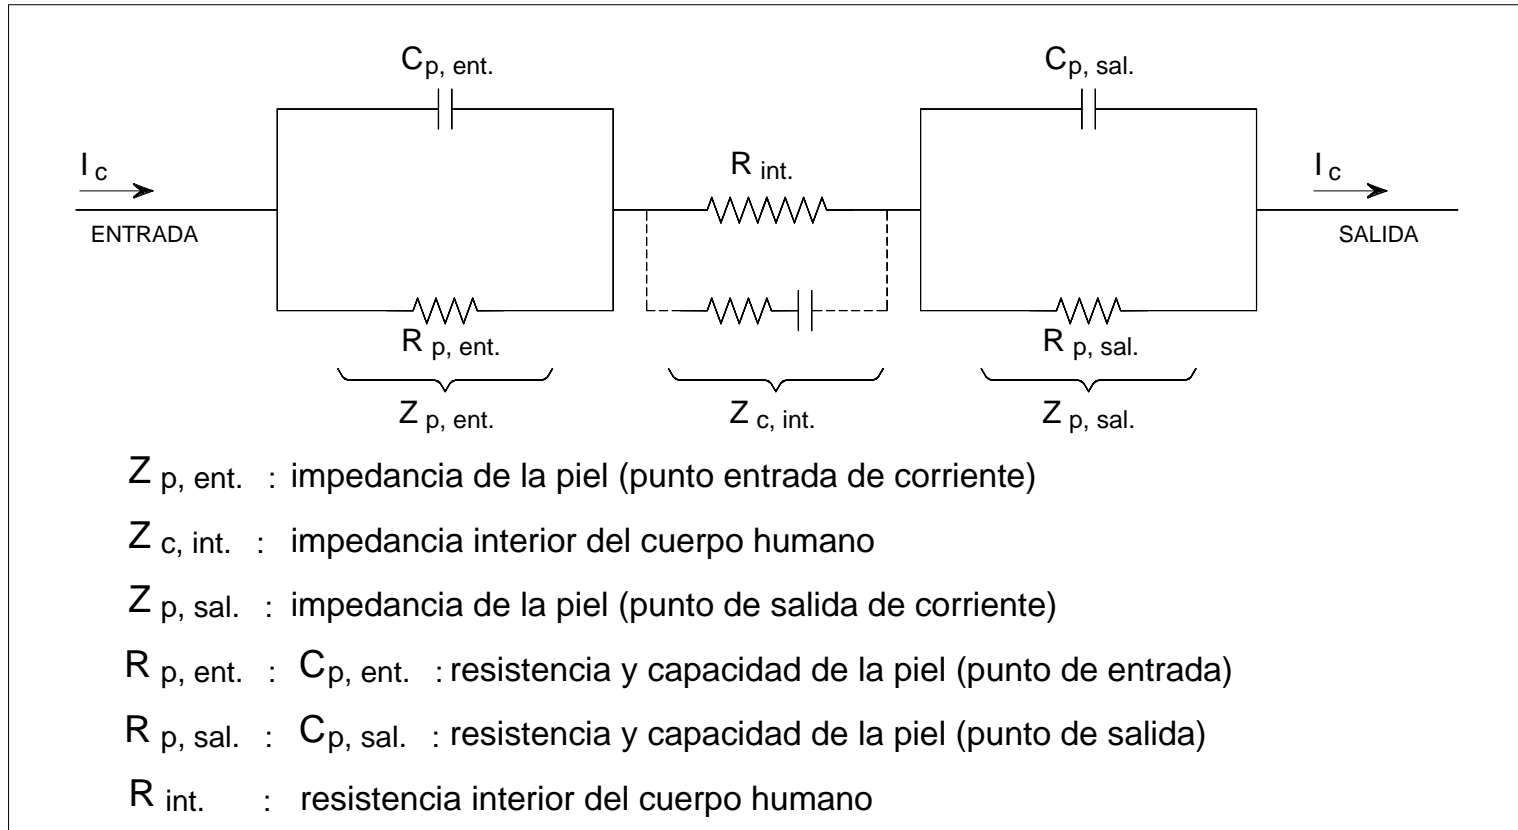 C p, ent.
C p, sal.
I c
R int.
I c
ENTRADA
SALIDA
R p, ent.
R p, sal.
Z p, ent.
Z c, int.
Z p, sal.
Z p, ent. : impedancia de la piel (punto entrada de corriente)
Z c, int. : impedancia interior del cuerpo humano
Z p, sal. : impedancia de la piel (punto de salida de corriente)
R p, ent. : C p, ent. : resistencia y capacidad de la piel (punto de entrada)
R p, sal. : C p, sal. : resistencia y capacidad de la piel (punto de salida)
R int. : resistencia interior del cuerpo humano